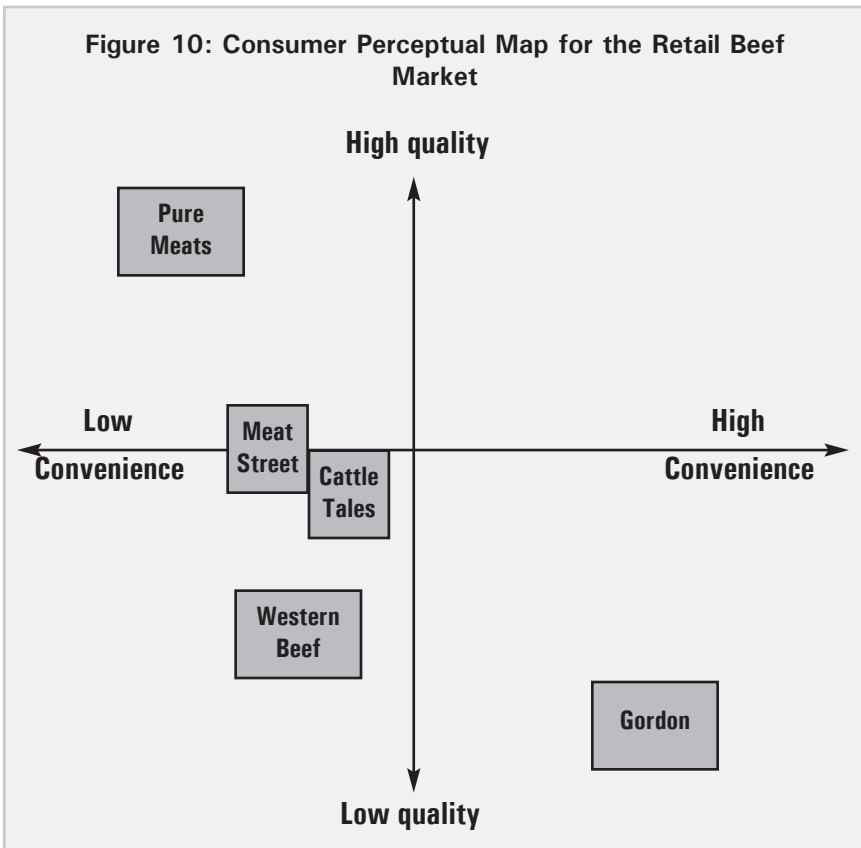 Figure 10: Consumer Perceptual Map for the Retail Beef
Market
High quality
Pure
Meats
Low
Convenience
Meat
Street
Cattle
Tales
High
Convenience
Western
Beef
Gordon
Low quality